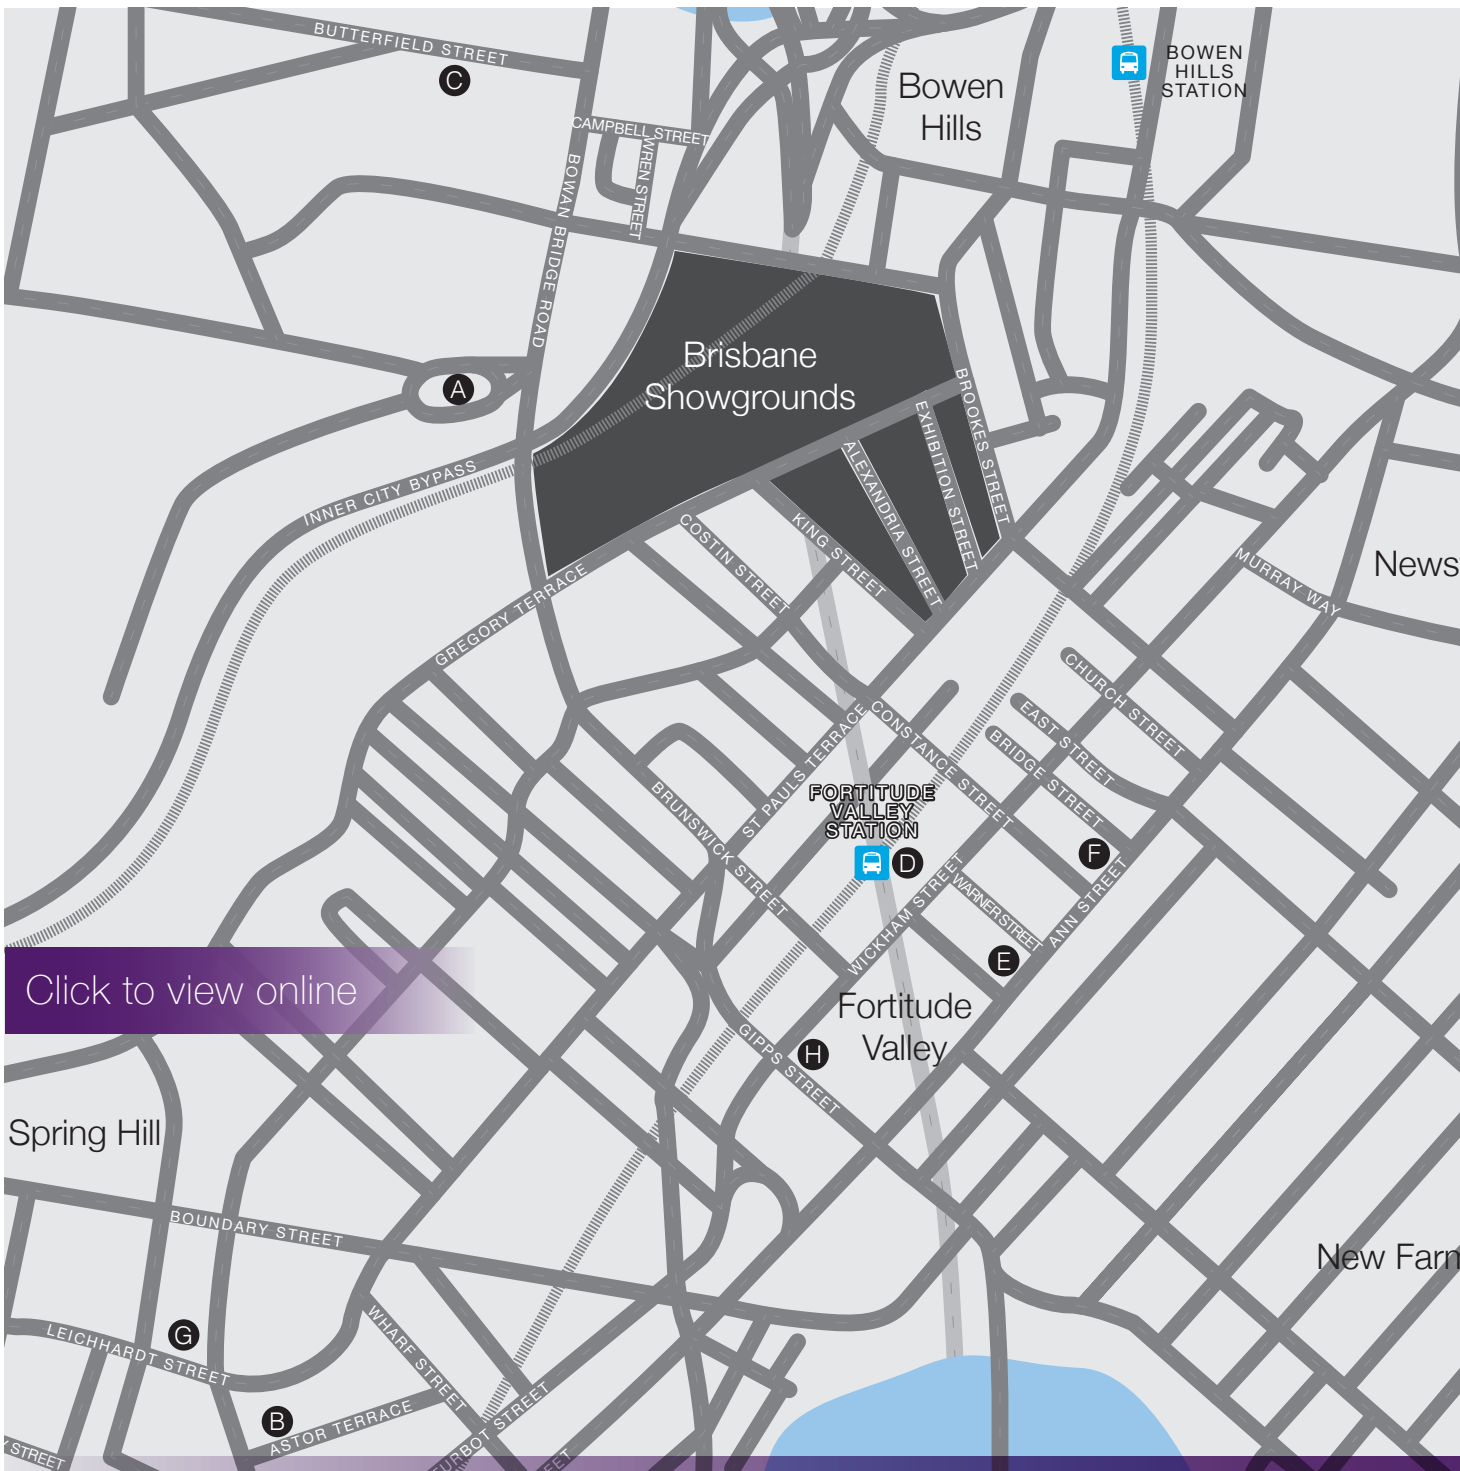 BUTTERFIELD STREET
C
BOWEN
HILLS
STATION
Bowen
Hills
CAMPBELL STREET
WREN STREET
BOWAN BRIDGE ROAD
Brisbane
Showgrounds
A
BROOKES STREET
EXHIBITION STREET
ALEXANDRIA STREET
INNER CITY BYPASS
KING STREET
COSTIN STREET
GREGORY TERRACE
MURRAY WAY
News
CHURCH STREET
EAST STREET
BRIDGE STREET
CONSTANCE STREET
ST PAULS TERRACE
BRUNSWICK STREET
FORTITUDE
VALLEY
STATION
D
F
WARNER STREET
WICKHAM STREET
ANN STREET
E
Click to view online
Fortitude
Valley
H
GIPPS STREET
Spring Hill
BOUNDARY STREET
New Farm
G
LEICHHARDT STREET
WHARF STREET
B
ASTOR TERRACE
URBOT STREET
Y STREET
EET